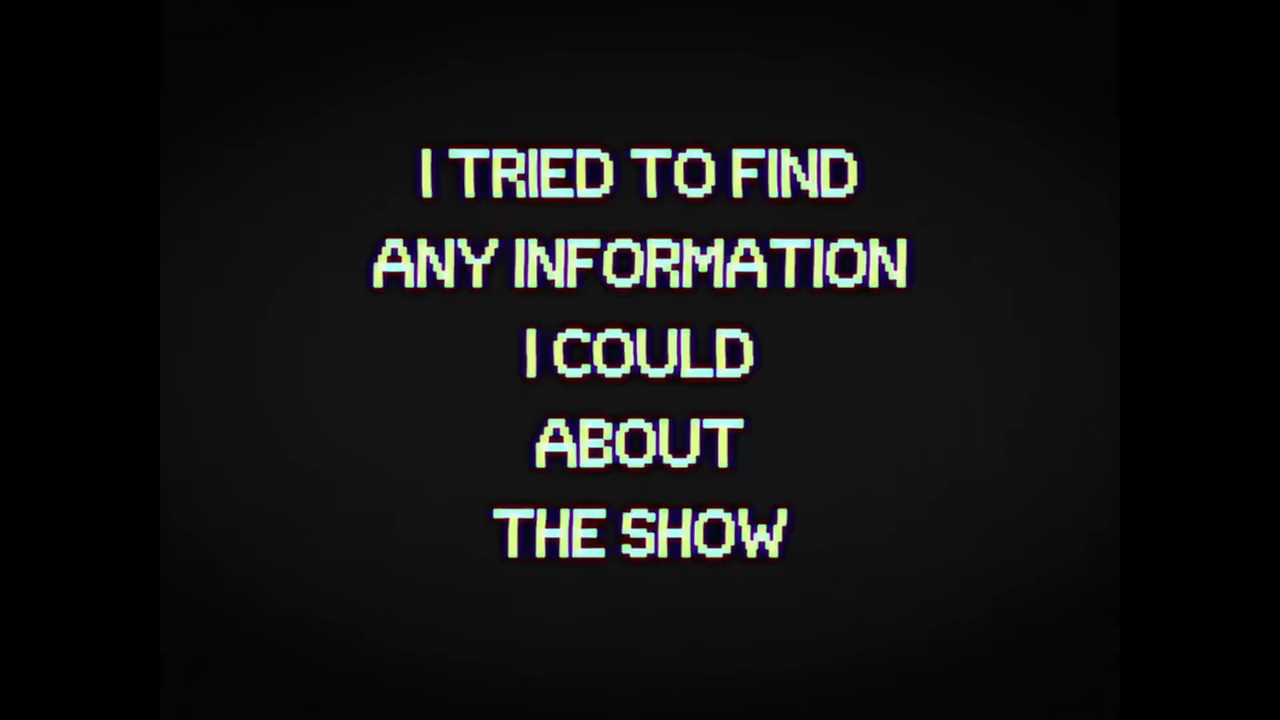 I TRIED TO FIND
ANY INFORMATION
I COULD
ABOUT
THE SHOW